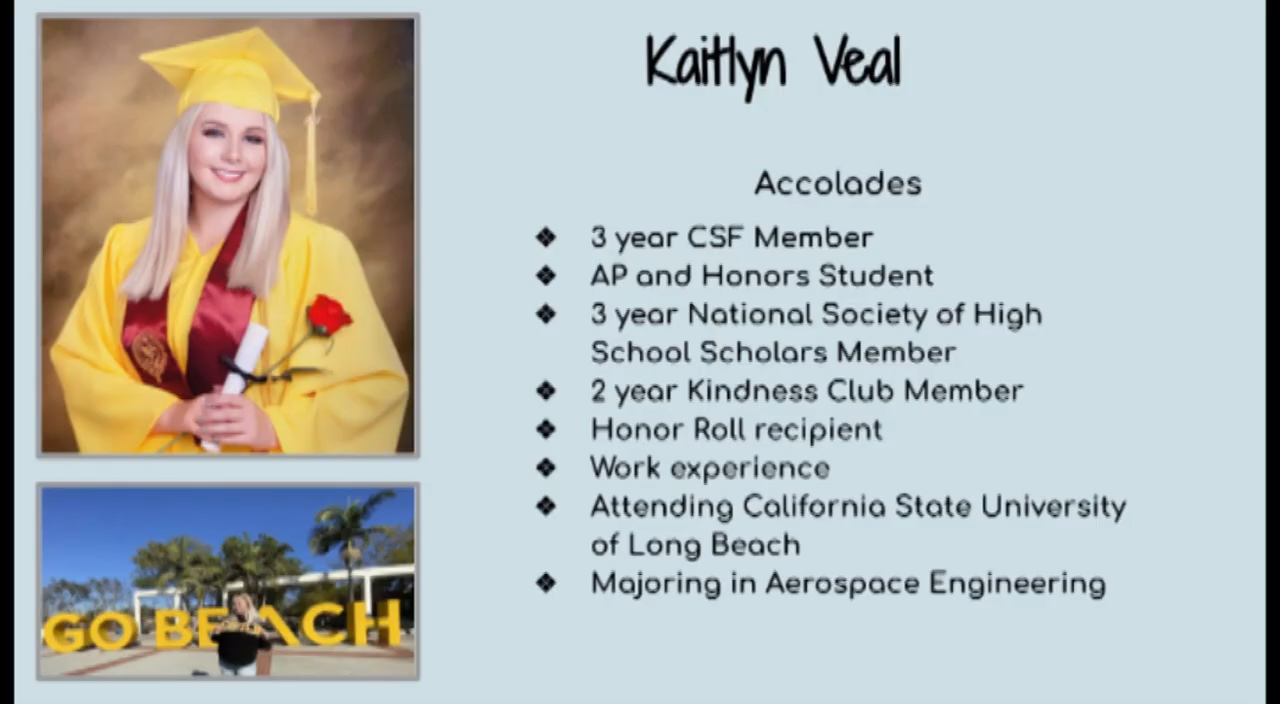 Kaitlyn Veal
Accolades
❖ 3 year CSF Member
❖ AP and Honors Student
❖ 3 year National Society of High
School Scholars Member
❖ 2 year Kindness Club Member
❖ Honor Roll recipient
❖ Work experience
❖ Attending California State University
of Long Beach
❖ Majoring in Aerospace Engineering
GO BEACH